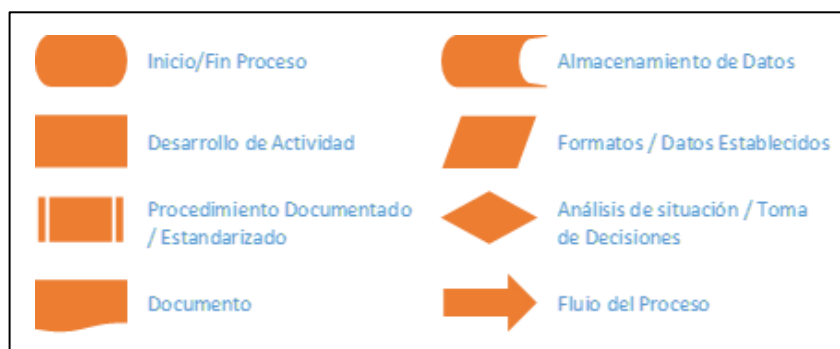 Inicio/Fin Proceso
Almacenamiento de Datos
Desarrollo de Actividad
Formatos / Datos Establecidos
Procedimiento Documentado
/ Estandarizado
Análisis de situación / Toma
de Decisiones
Documento
Flujo del Proceso